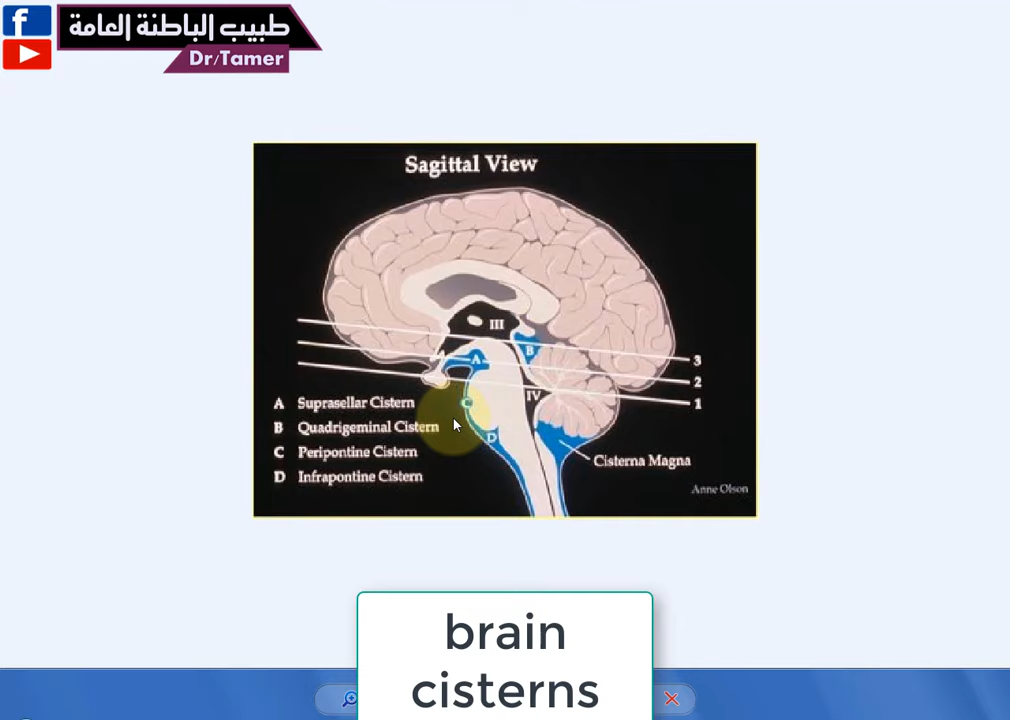 f
طبيب الباطنة العامة
Dr/Tamer
Sagittal View
III
A
B
3
2
IV
1
C
D
A Suprasellar Cistern
B Quadrigeminal Cistern
C Peripontine Cistern
D Infrapontine Cistern
Cisterna Magna
Anne Olson
brain
cisterns